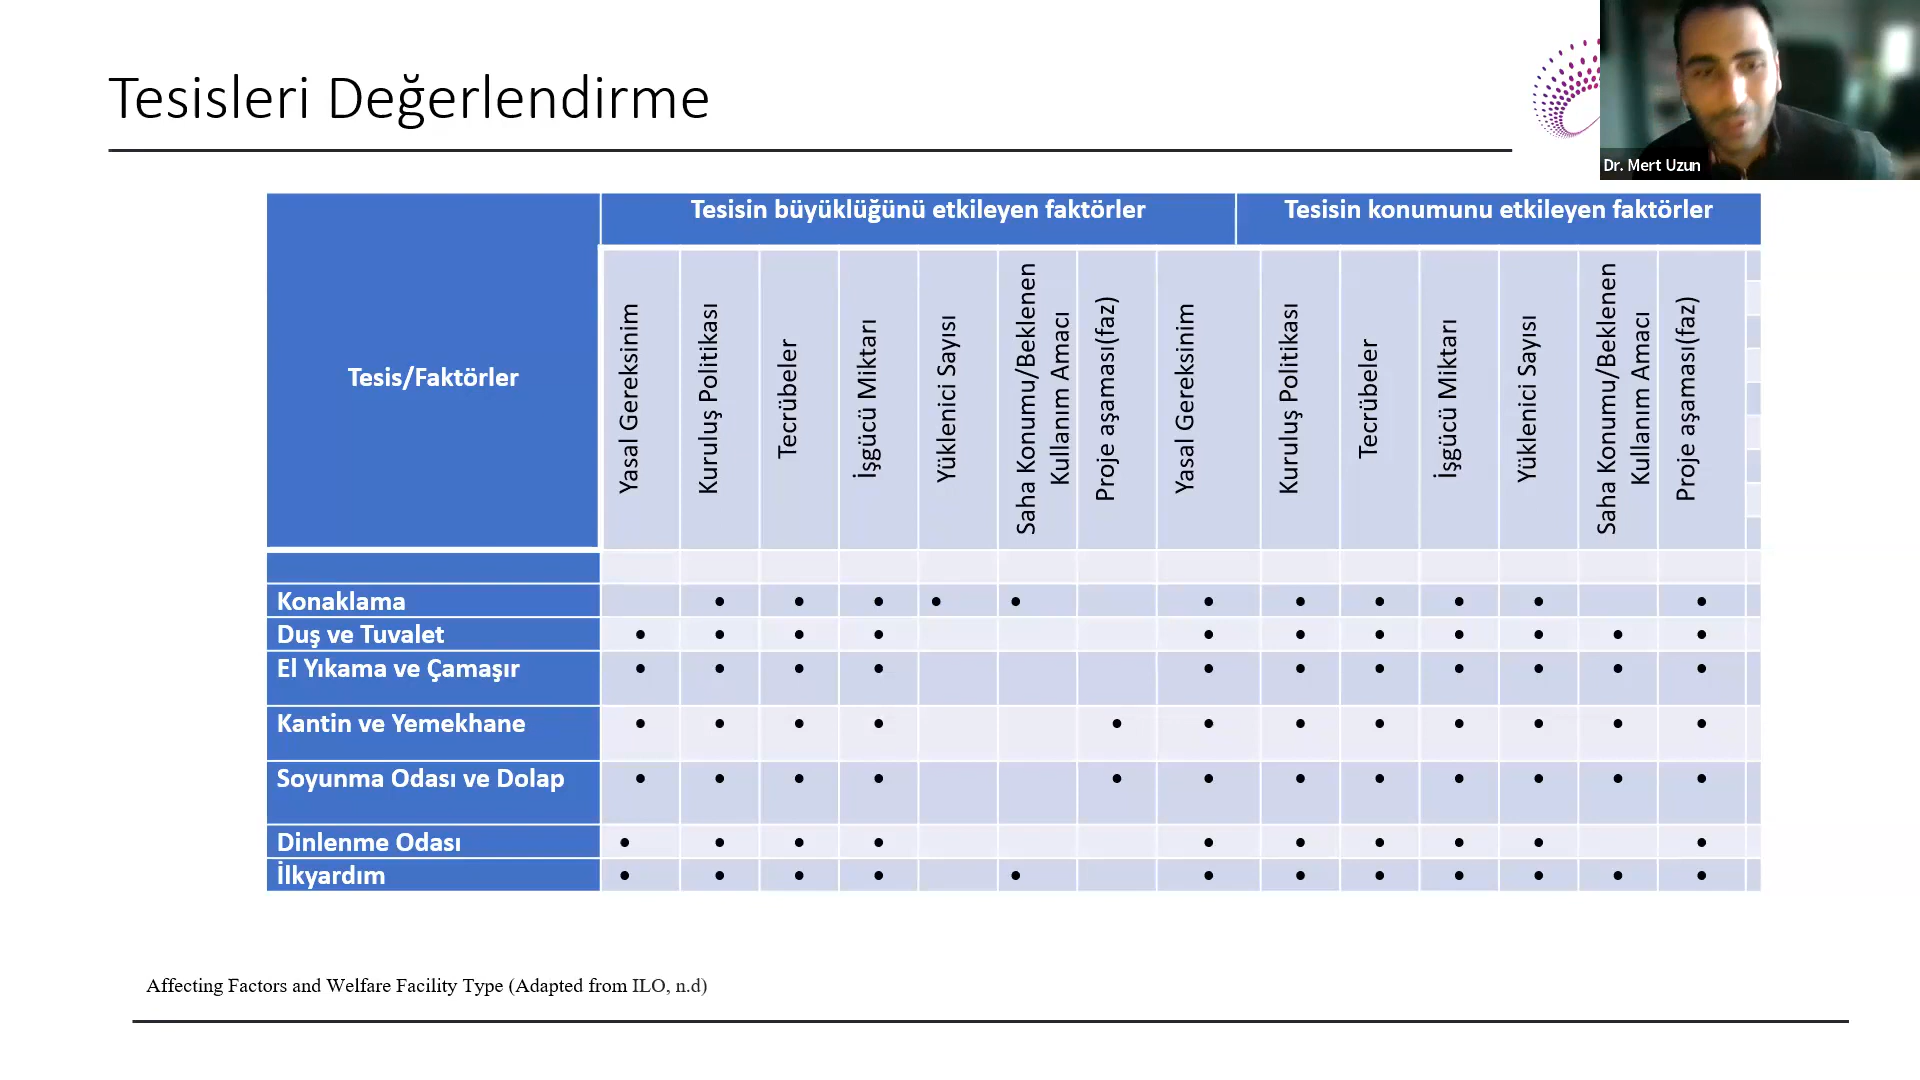 Tesisleri Değerlendirme
Dr. Mert Uzun
Tesisin büyüklüğünü etkileyen faktörler
Tesisin konumunu etkileyen faktörler
Tesis/Faktörler
Yasal Gereksinim
Kuruluş Politikası
Tecrübeler
İşgücü Miktarı
Yüklenici Sayısı
Saha Konumu/Beklenen
Kullanım Amacı
Proje aşaması(faz)
Yasal Gereksinim
Kuruluş Politikası
Tecrübeler
İşgücü Miktarı
Yüklenici Sayısı
Saha Konumu/Beklenen
Kullanım Amacı
Proje aşaması(faz)
Konaklama
Duş ve Tuvalet
El Yıkama ve Çamaşır
Kantin ve Yemekhane
Soyunma Odası ve Dolap
Dinlenme Odası
İlkyardım
Affecting Factors and Welfare Facility Type (Adapted from ILO, n.d)